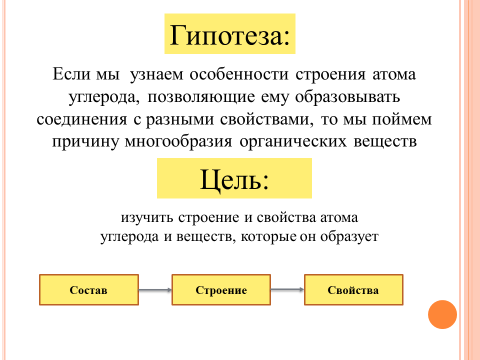 Гипотеза:
Если мы узнаем особенности строения атома
углерода, позволяющие ему образовывать
соединения с разными свойствами, то мы поймем
причину многообразия органических веществ
Цель:
изучить строение и свойства атома
углерода и веществ, которые он образует
Состав
Строение
Свойства